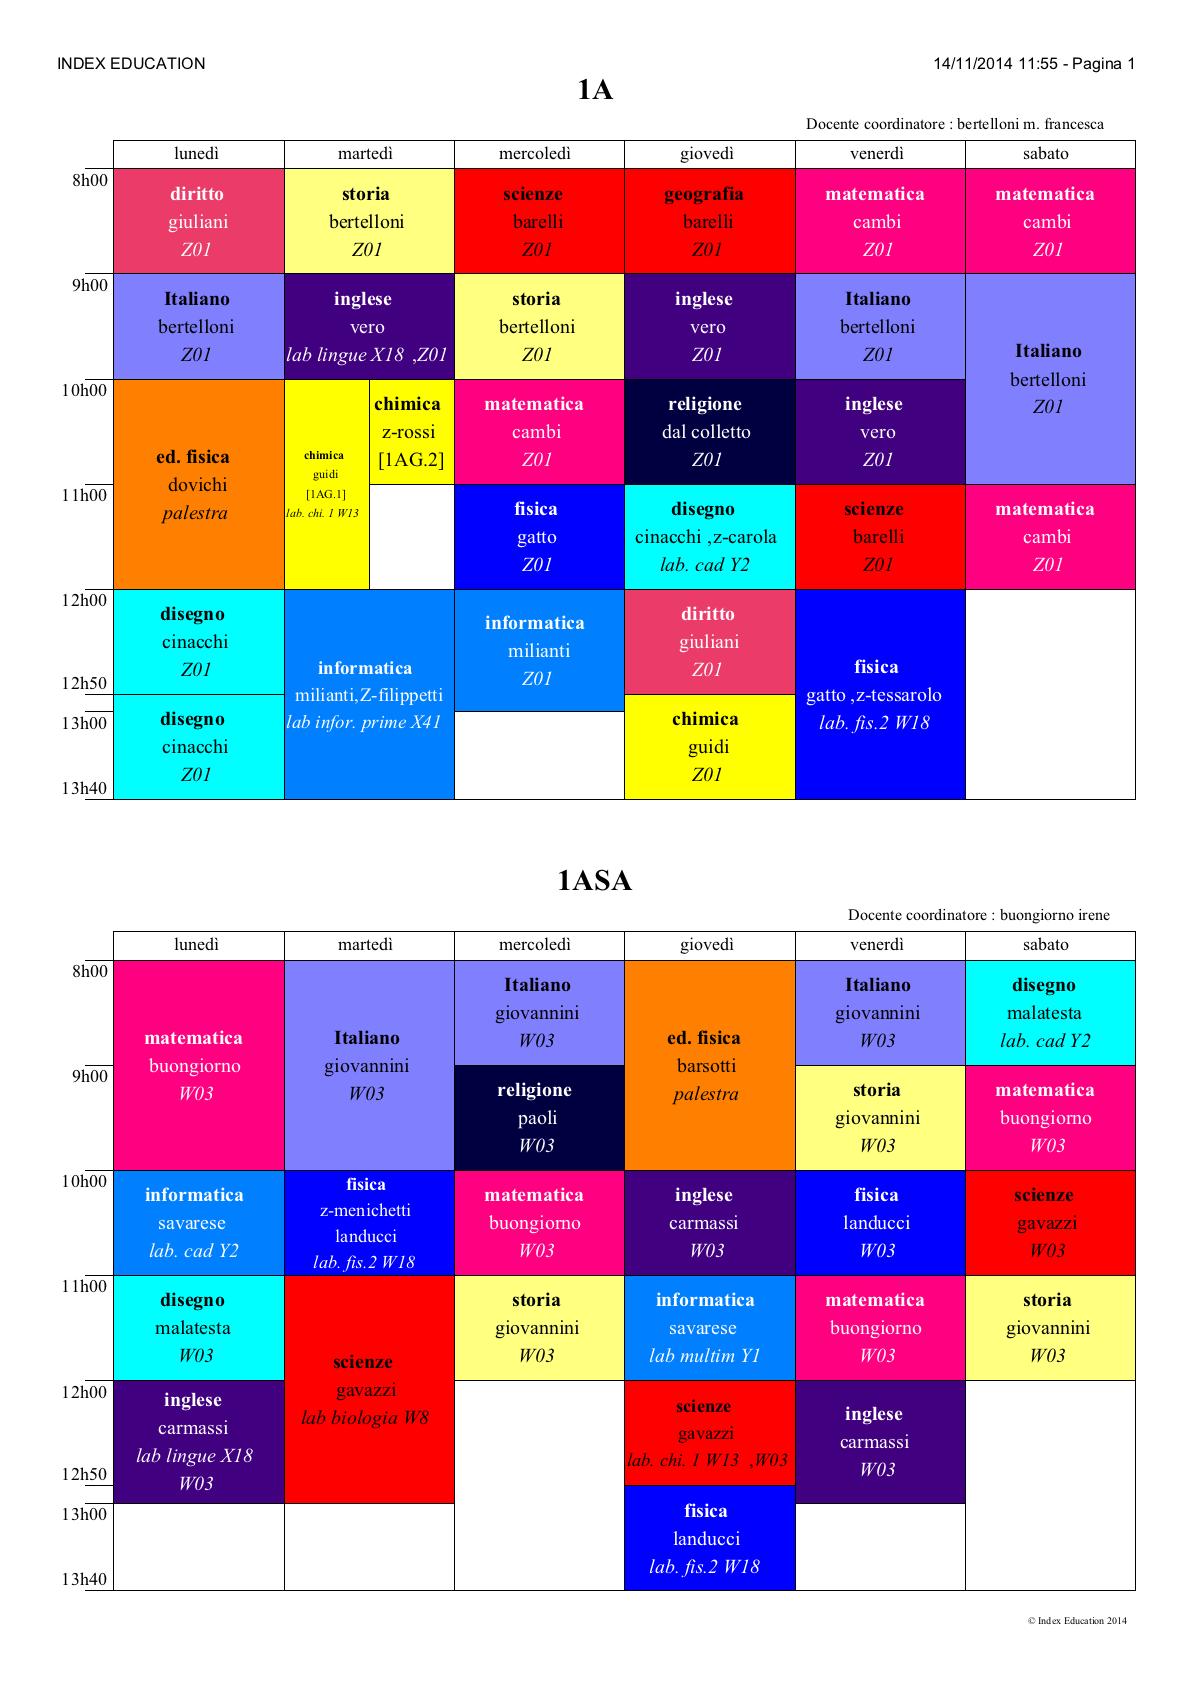 INDEX EDUCATION
14/11/2014 11:55 - Pagina 1
1A
Docente coordinatore : bertelloni m. francesca
lunedì martedì mercoledì giovedì venerdì sabato
8h00
diritto
giuliani
Z01
storia
bertelloni
Z01
scienze
barelli
Z01
geografia
barelli
Z01
matematica
cambi
Z01
matematica
cambi
Z01
9h00
Italiano
bertelloni
Z01
inglese
vero
lab lingue X18 ,Z01
storia
bertelloni
Z01
inglese
vero
Z01
Italiano
bertelloni
Z01
Italiano
bertelloni
Z01
10h00
ed. fisica
dovichi
palestra
chimica
guidi
[1AG.1]
lab. chi. 1 W13
chimica
z-rossi
[1AG.2]
matematica
cambi
Z01
religione
dal colletto
Z01
inglese
vero
Z01
11h00
fisica
gatto
Z01
disegno
cinacchi ,z-carola
lab. cad Y2
scienze
barelli
Z01
matematica
cambi
Z01
12h00
disegno
cinacchi
Z01
informatica
milianti,Z-filippetti
lab infor. prime X41
informatica
milianti
Z01
diritto
giuliani
Z01
fisica
gatto ,z-tessarolo
lab. fis.2 W18
12h50
13h00
disegno
cinacchi
Z01
chimica
guidi
Z01
13h40
1ASA
Docente coordinatore : buongiorno irene
lunedì martedì mercoledì giovedì venerdì sabato
8h00
matematica
buongiorno
W03
Italiano
giovannini
W03
Italiano
giovannini
W03
ed. fisica
barsotti
palestra
Italiano
giovannini
W03
disegno
malatesta
lab. cad Y2
9h00
religione
paoli
W03
storia
giovannini
W03
matematica
buongiorno
W03
10h00
informatica
savarese
lab. cad Y2
fisica
z-menichetti
landucci
lab. fis.2 W18
matematica
buongiorno
W03
inglese
carmassi
W03
fisica
landucci
W03
scienze
gavazzi
W03
11h00
disegno
malatesta
W03
scienze
gavazzi
lab biologia W8
storia
giovannini
W03
informatica
savarese
lab multim Y1
matematica
buongiorno
W03
storia
giovannini
W03
12h00
inglese
carmassi
lab lingue X18
W03
scienze
gavazzi
lab. chi. 1 W13 ,W03
inglese
carmassi
W03
12h50
13h00
fisica
landucci
lab. fis.2 W18
13h40
© Index Education 2014